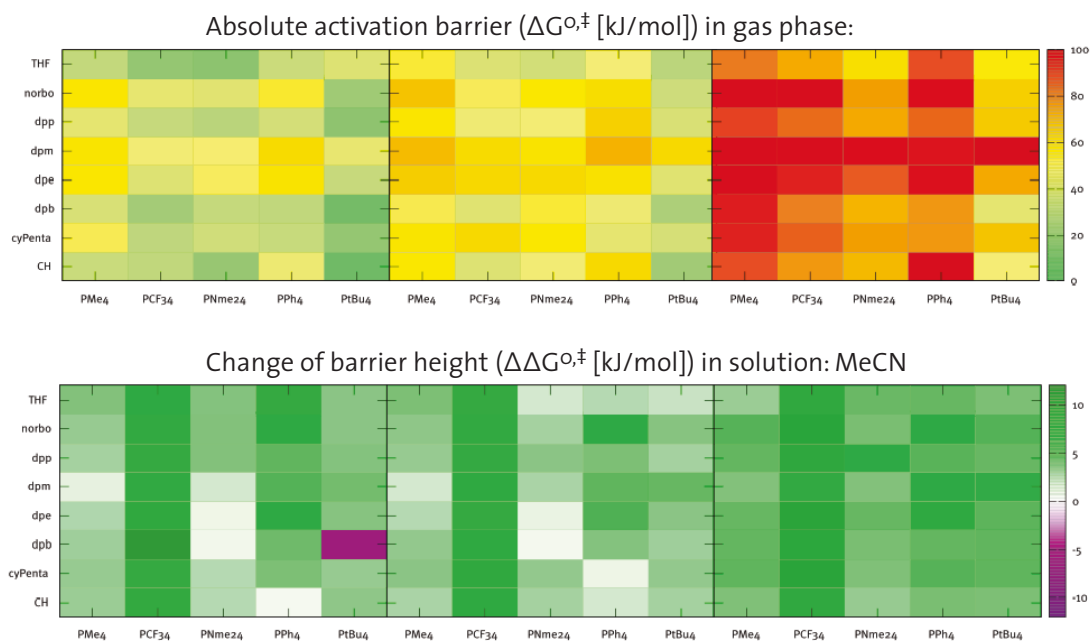 Absolute activation barrier (ΔG⁰,‡ [kJ/mol]) in gas phase:
THF
norbo
dpp
dpm
dpe
dpb
cyPenta
CH
100
80
60
40
20
0
PMe4 PCF34 PNme24 PPh4 PtBu4 PMe4 PCF34 PNme24 PPh4 PtBu4 PMe4 PCF34 PNme24 PPh4 PtBu4
Change of barrier height (ΔΔG⁰,‡ [kJ/mol]) in solution: MeCN
THF
norbo
dpp
dpm
dpe
dpb
cyPenta
CH
10
5
0
-5
-10
PMe4 PCF34 PNme24 PPh4 PtBu4 PMe4 PCF34 PNme24 PPh4 PtBu4 PMe4 PCF34 PNme24 PPh4 PtBu4